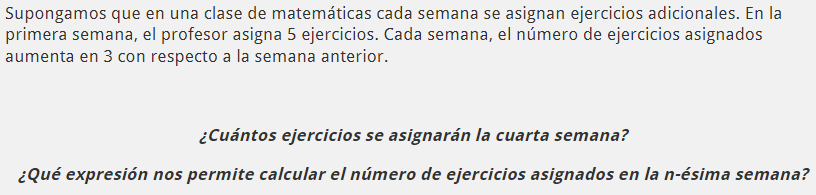 Supongamos que en una clase de matemáticas cada semana se asignan ejercicios adicionales. En la
primera semana, el profesor asigna 5 ejercicios. Cada semana, el número de ejercicios asignados
aumenta en 3 con respecto a la semana anterior.
¿Cuántos ejercicios se asignarán la cuarta semana?
¿Qué expresión nos permite calcular el número de ejercicios asignados en la n-ésima semana?